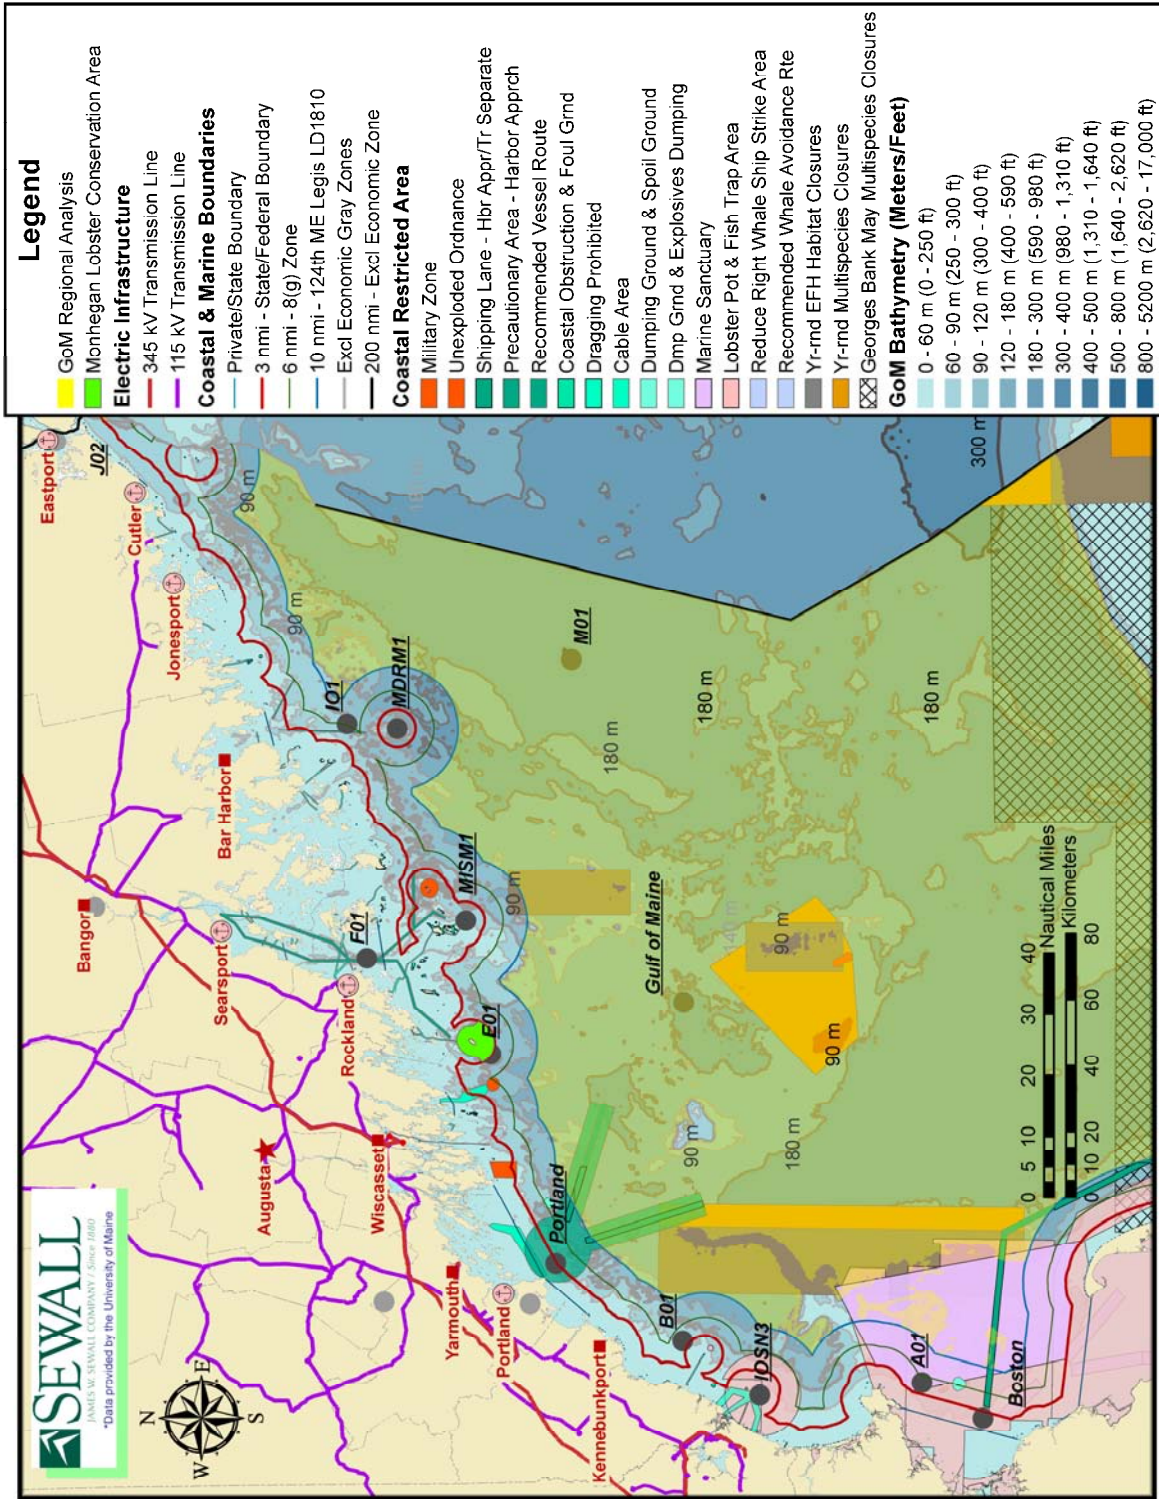 SEWALL
JAMES W. SEWALL COMPANY / Since 1880
*Data provided by the University of Maine
N
E
S
W
Eastport
J02
Cutler
Jonesport
90 m
90 m
IO1
MDRM1
M01
Bar Harbor
Bangor
Searsport
F01
MISM1
90 m
Rockland
E01
Augusta
Wiscasset
Portland
Yarmouth
Portland
Kennebunkport
B01
IOSN3
A01
Boston
Gulf of Maine
180 m
180 m
180 m
300 m
90 m
90 m
90 m
180 m
0 5 10 20 30 40
Nautical Miles
Kilometers
0 10 20 40 60 80
Legend
GoM Regional Analysis
Monhegan Lobster Conservation Area
Electric Infrastructure
345 kV Transmission Line
115 kV Transmission Line
Coastal & Marine Boundaries
Private/State Boundary
3 nmi - State/Federal Boundary
6 nmi - 8(g) Zone
10 nmi - 124th ME Legis LD1810
Excl Economic Gray Zones
200 nmi - Excl Economic Zone
Coastal Restricted Area
Military Zone
Unexploded Ordnance
Shipping Lane - Hbr Appr/Tr Separate
Precautionary Area - Harbor Apprch
Recommended Vessel Route
Coastal Obstruction & Foul Grnd
Dragging Prohibited
Cable Area
Dumping Ground & Spoil Ground
Dmp Grnd & Explosives Dumping
Marine Sanctuary
Lobster Pot & Fish Trap Area
Reduce Right Whale Ship Strike Area
Recommended Whale Avoidance Rte
Yr-rnd EFH Habitat Closures
Yr-rnd Multispecies Closures
Georges Bank May Multispecies Closures
GoM Bathymetry (Meters/Feet)
0 - 60 m (0 - 250 ft)
60 - 90 m (250 - 300 ft)
90 - 120 m (300 - 400 ft)
120 - 180 m (400 - 590 ft)
180 - 300 m (590 - 980 ft)
300 - 400 m (980 - 1,310 ft)
400 - 500 m (1,310 - 1,640 ft)
500 - 800 m (1,640 - 2,620 ft)
800 - 5200 m (2,620 - 17,000 ft)